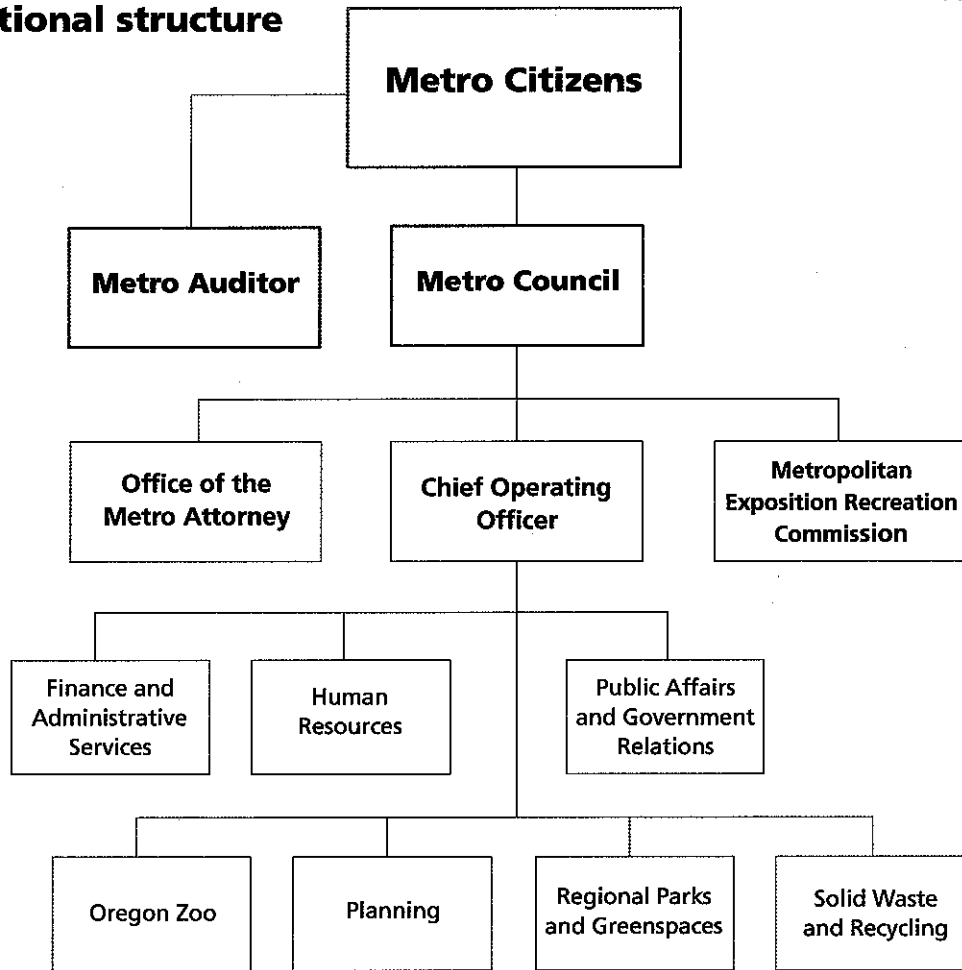 tional structure
Metro Citizens
Metro Auditor
Metro Council
Office of the
Metro Attorney
Chief Operating
Officer
Metropolitan
Exposition Recreation
Commission
Finance and
Administrative
Services
Human
Resources
Public Affairs
and Government
Relations
Oregon Zoo
Planning
Regional Parks
and Greenspaces
Solid Waste
and Recycling